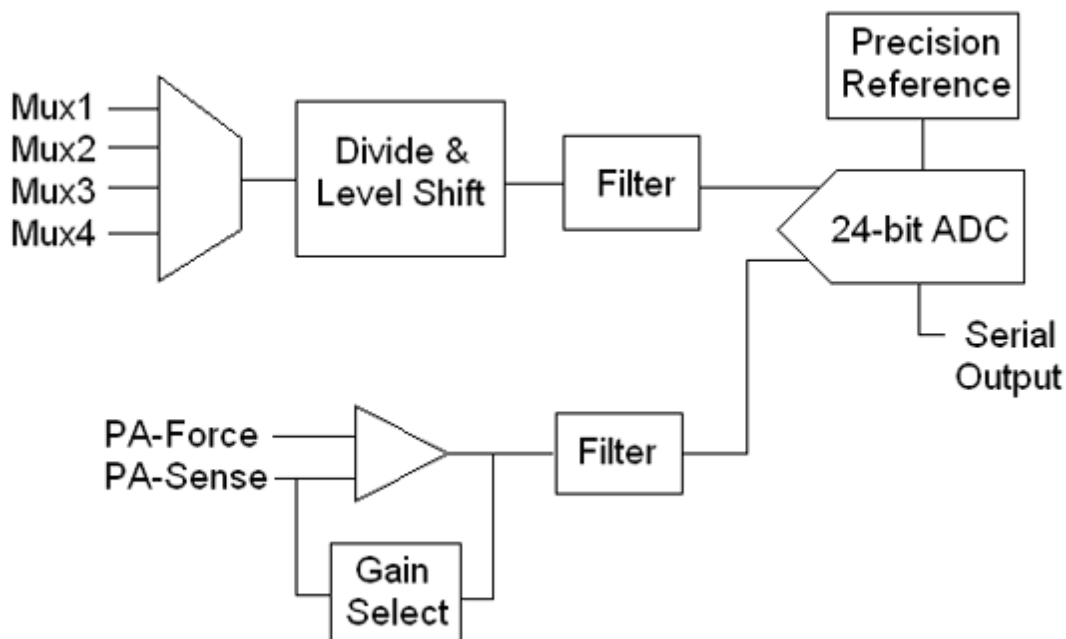 Precision
Reference
Mux1
Mux2
Mux3
Mux4
Divide &
Level Shift
Filter
24-bit ADC
Serial
Output
PA-Force
PA-Sense
Filter
Gain
Select